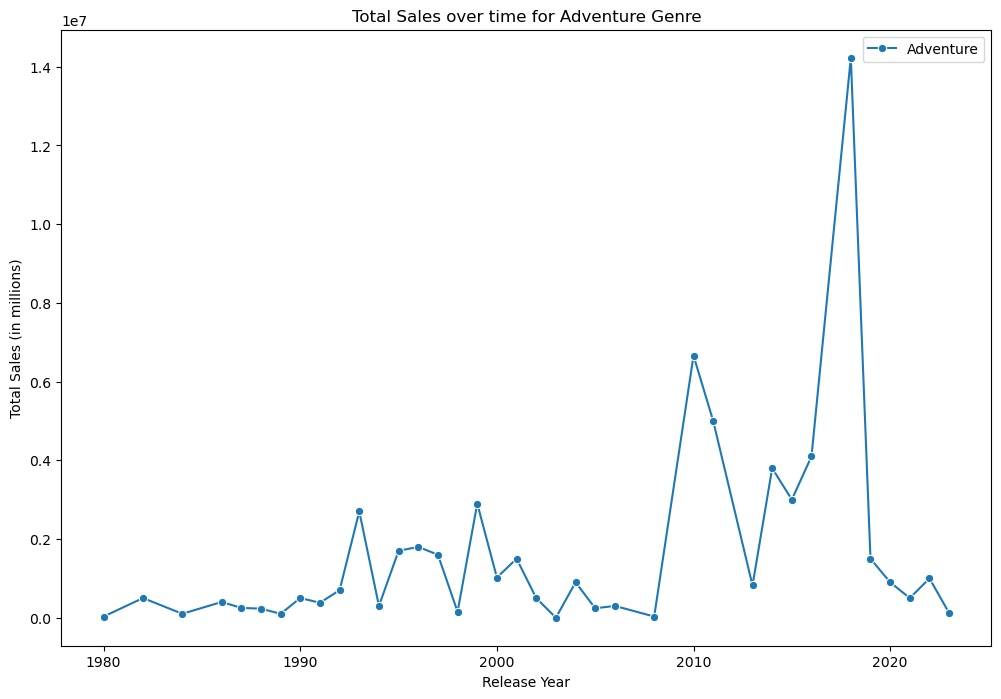 Total Sales over time for Adventure Genre
1e7
Adventure
1.4
1.2
1.0
0.8
0.6
0.4
0.2
0.0
Total Sales (in millions)
1980 1990 2000 2010 2020
Release Year